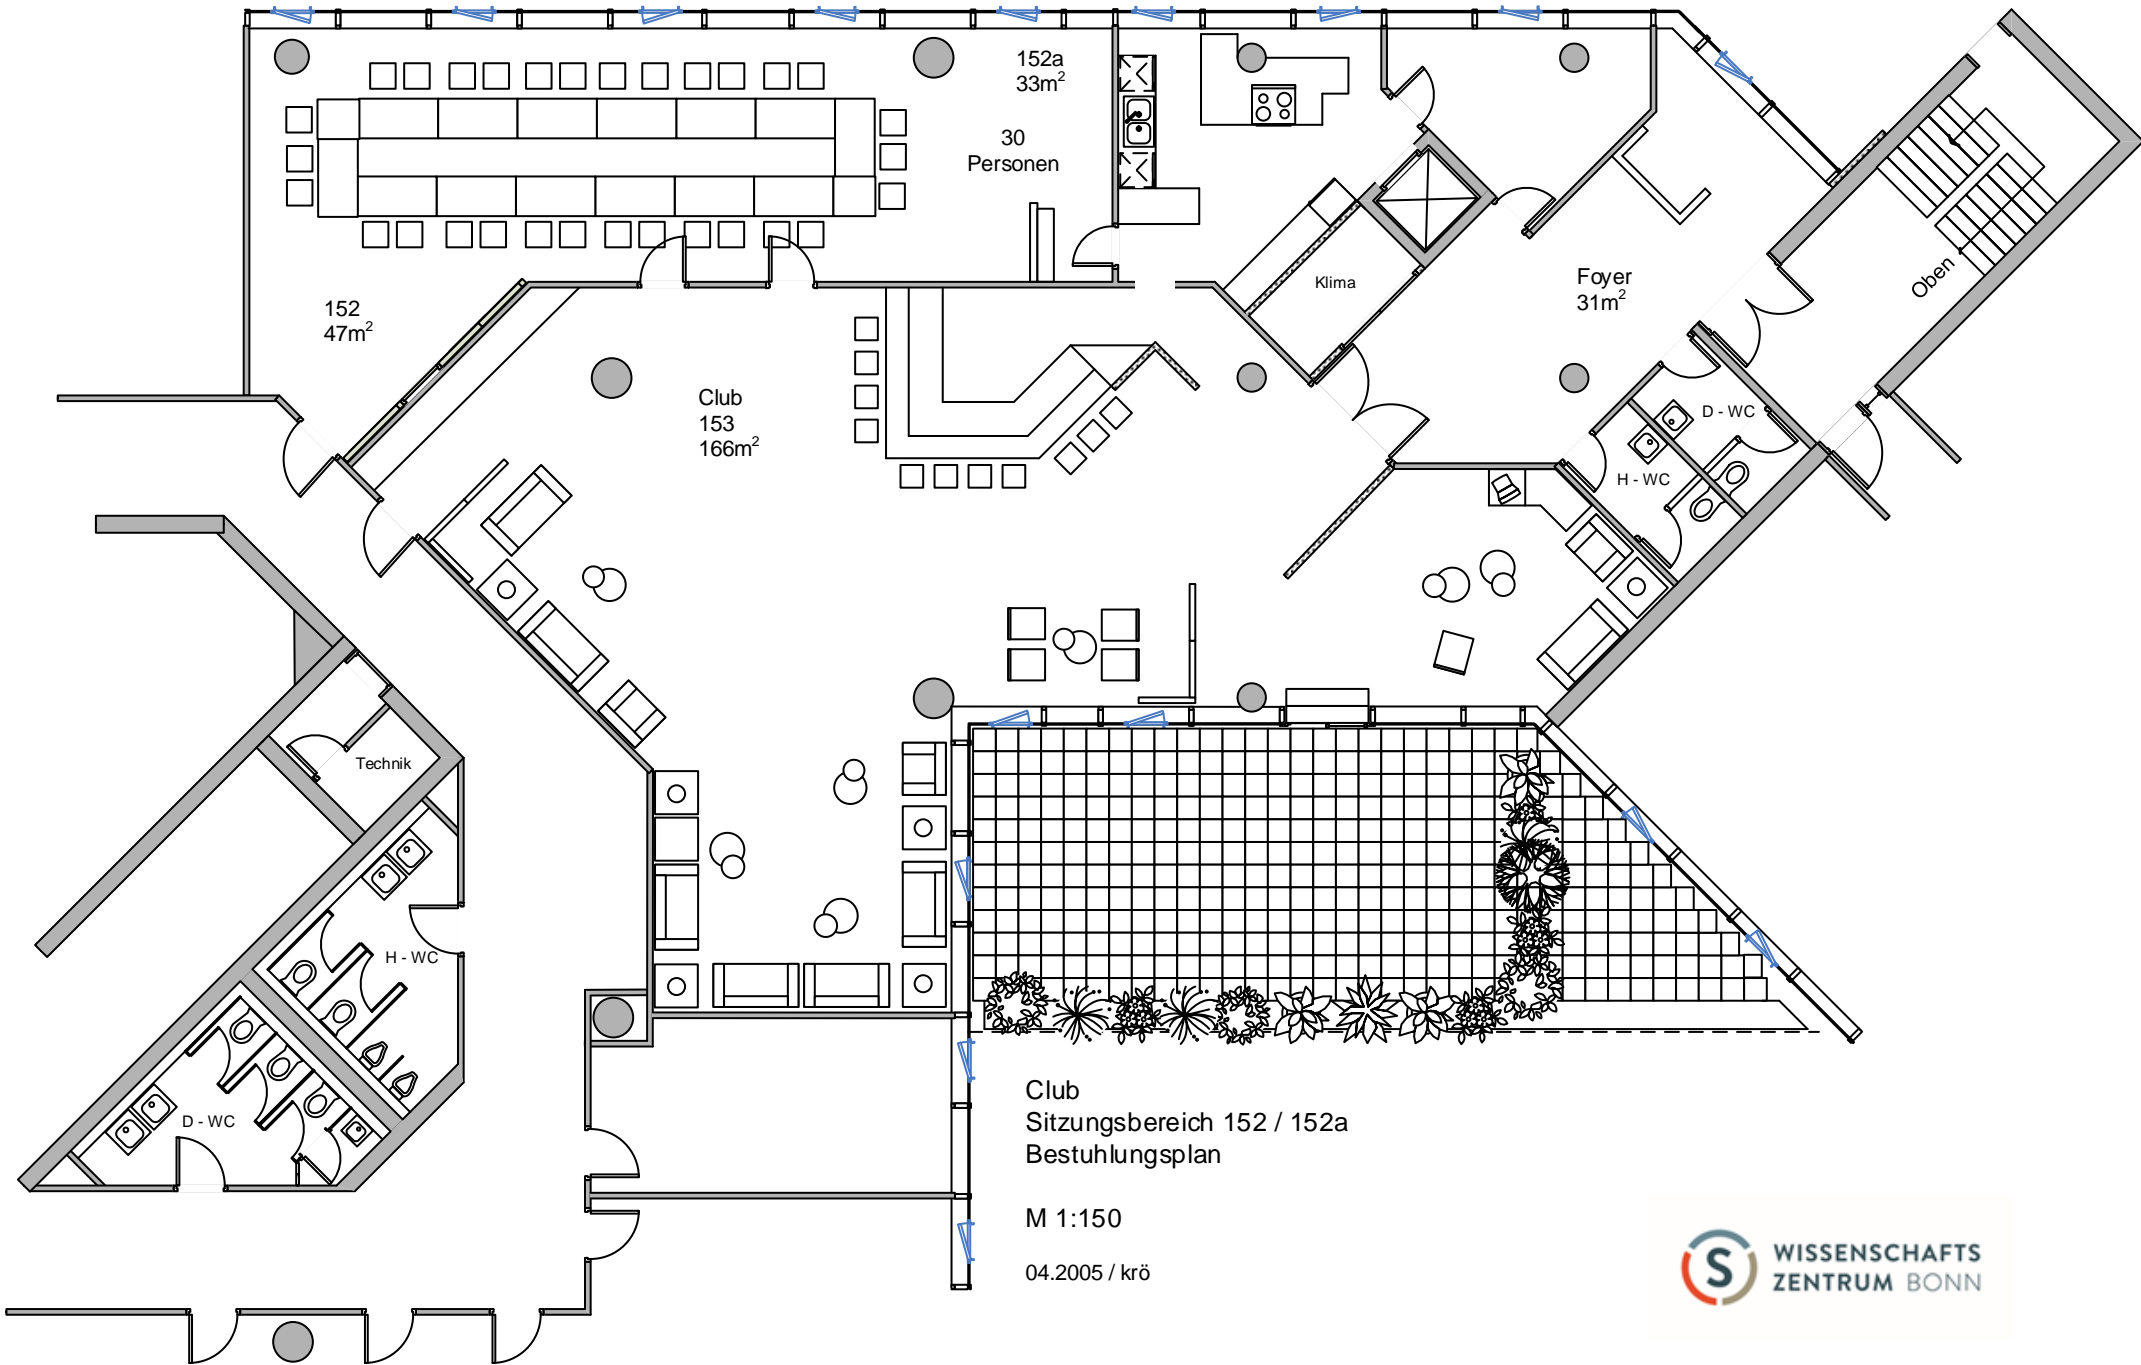 152a
33m²
30
Personen
152
47m²
Klima
Foyer
31m²
Oben
Club
153
166m²
D - WC
H - WC
Technik
H - WC
D - WC
Club
Sitzungsbereich 152 / 152a
Bestuhlungsplan
M 1:150
04.2005 / krö
S
WISSENSCHAFTS
ZENTRUM BONN